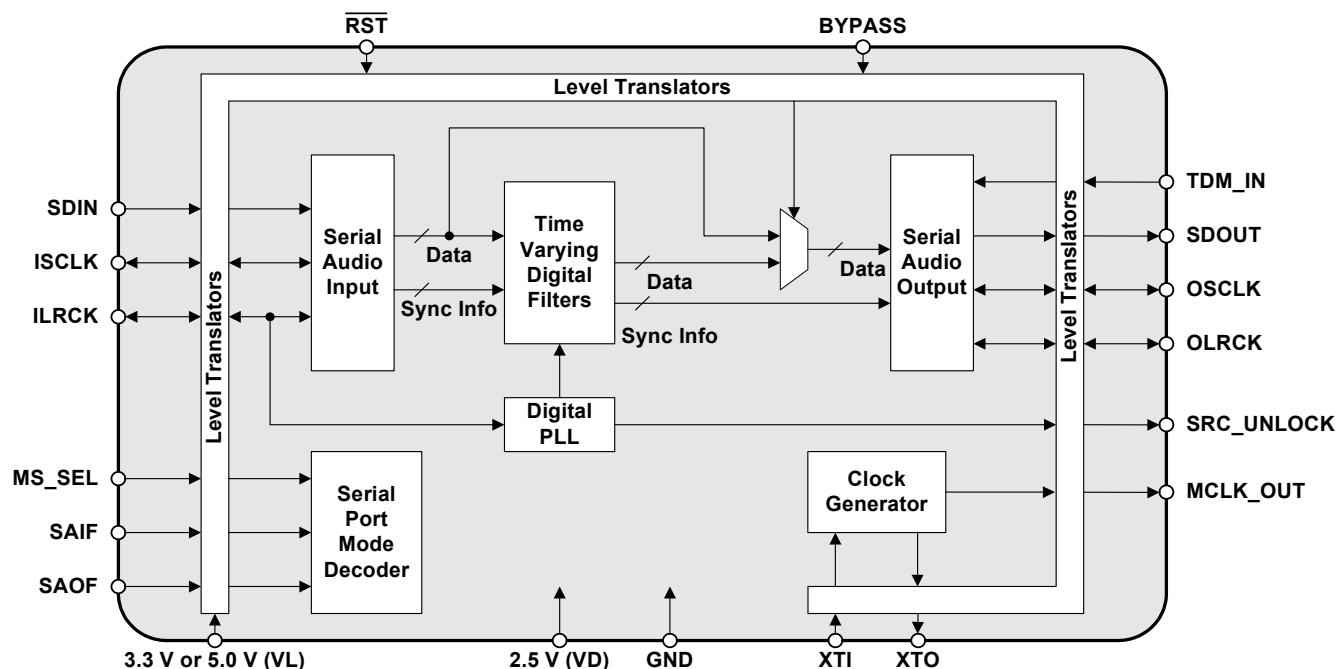 RST
BYPASS
Level Translators
SDIN
ISCLK
ILRCK
MS_SEL
SAIF
SAOF
Level Translators
Serial
Audio
Input
Data
Sync Info
Time
Varying
Digital
Filters
Data
Sync Info
Data
Serial
Audio
Output
Level Translators
TDM_IN
SDOUT
OSCLK
OLRCK
SRC_UNLOCK
MCLK_OUT
Digital
PLL
Serial
Port
Mode
Decoder
Clock
Generator
3.3 V or 5.0 V (VL)
2.5 V (VD)
GND
XTI
XTO